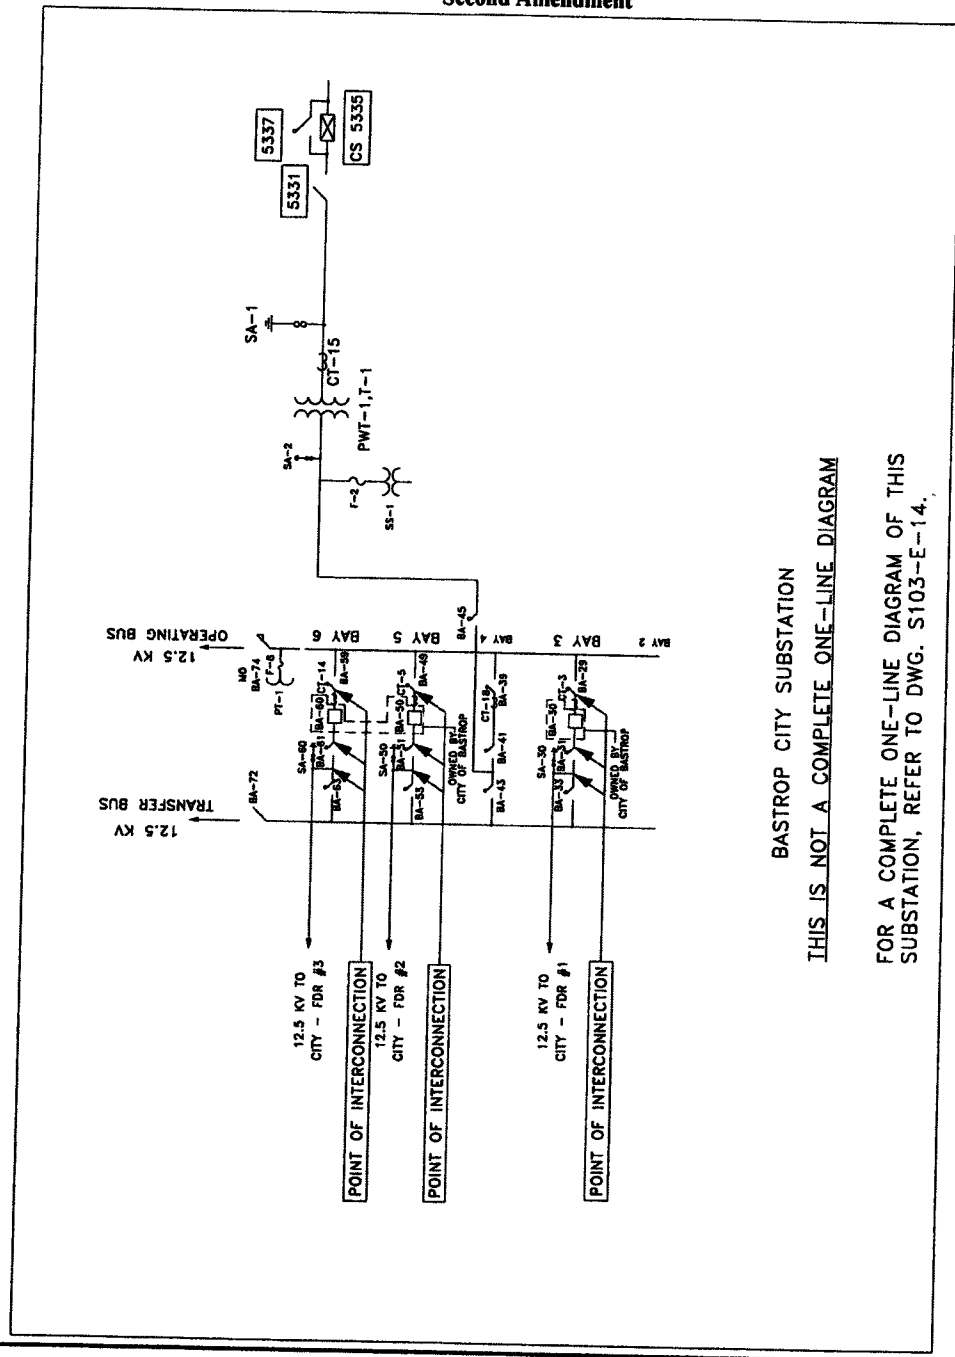 Second Amendment
5337
CS 5335
5331
SA-1
CT-15
PWT-1,T-1
SA-2
F-2
SS-1
BA-45
12.5 KV
OPERATING BUS
MO
BA-74
F-6
PT-1
BAY 6
BAY 5
BAY 4
BAY 3
BAY 2
BA-72
12.5 KV
TRANSFER BUS
SA-60
BA-63
BA-61
BA-60
CT-14
BA-59
SA-50
BA-53
BA-51
BA-50
CT-5
BA-49
OWNED BY
CITY OF BASTROP
BA-43
BA-41
CT-18
BA-39
SA-30
BA-33
BA-31
BA-30
CT-3
BA-29
OWNED BY
CITY OF BASTROP
12.5 KV TO
CITY - FDR #3
POINT OF INTERCONNECTION
12.5 KV TO
CITY - FDR #2
POINT OF INTERCONNECTION
12.5 KV TO
CITY - FDR #1
POINT OF INTERCONNECTION
BASTROP CITY SUBSTATION
THIS IS NOT A COMPLETE ONE-LINE DIAGRAM
FOR A COMPLETE ONE-LINE DIAGRAM OF THIS
SUBSTATION, REFER TO DWG. S103-E-14.